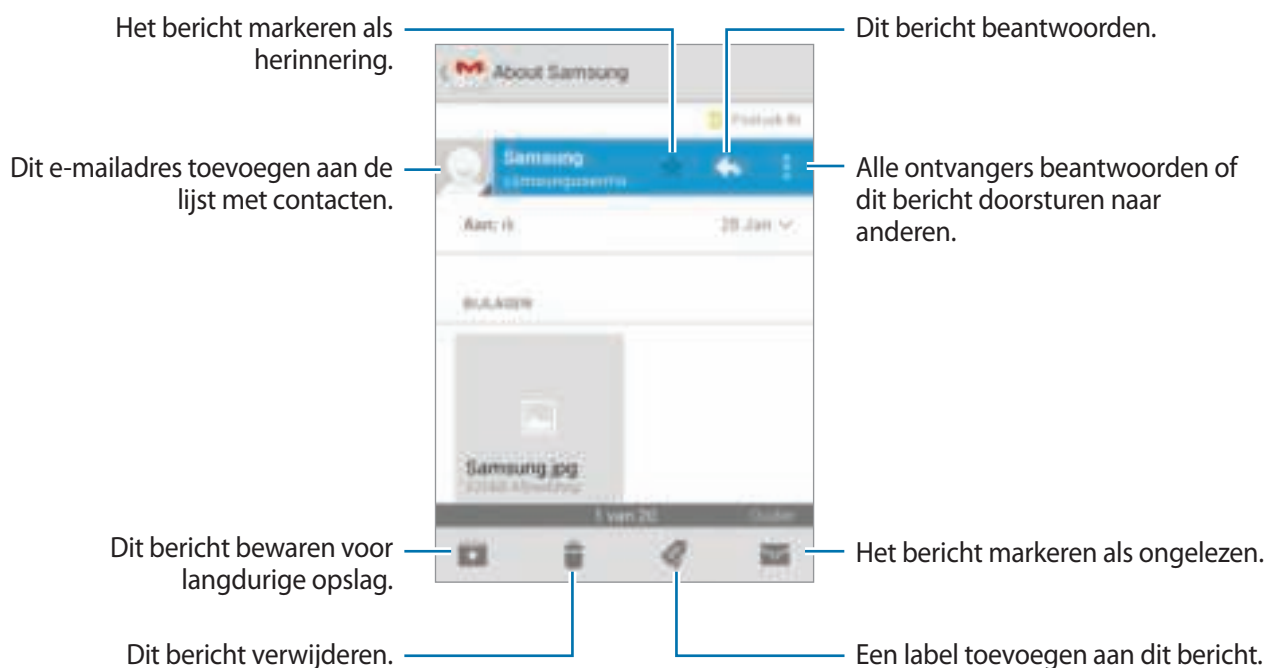 Het bericht markeren als
herinnering.
Dit bericht beantwoorden.
About Samsung
Dit e-mailadres toevoegen aan de
lijst met contacten.
Samsung
Alle ontvangers beantwoorden of
dit bericht doorsturen naar
anderen.
Aan: ik
28 Jan
BIJLAGEN
Samsung.jpg
1 van 20
Ouder
Dit bericht bewaren voor
langdurige opslag.
Het bericht markeren als ongelezen.
Dit bericht verwijderen.
Een label toevoegen aan dit bericht.